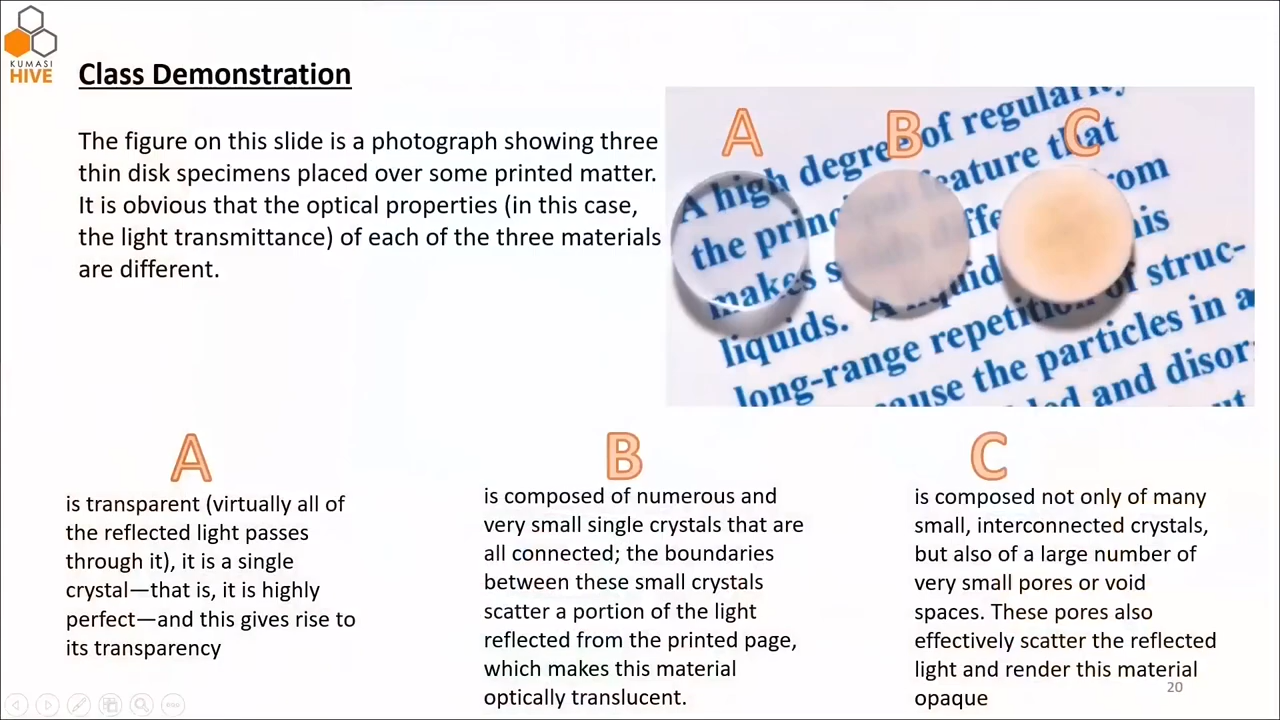 KUMASI
HIVE
Class Demonstration
The figure on this slide is a photograph showing three
thin disk specimens placed over some printed matter.
It is obvious that the optical properties (in this case,
the light transmittance) of each of the three materials
are different.
A
B
C
A high degree of regularity
the princ feature that
makes s diffe from
liquids. A liquid his
long-range repetition of struc-
cause the particles in a
and disor
A
is transparent (virtually all of
the reflected light passes
through it), it is a single
crystal—that is, it is highly
perfect—and this gives rise to
its transparency
B
is composed of numerous and
very small single crystals that are
all connected; the boundaries
between these small crystals
scatter a portion of the light
reflected from the printed page,
which makes this material
optically translucent.
C
is composed not only of many
small, interconnected crystals,
but also of a large number of
very small pores or void
spaces. These pores also
effectively scatter the reflected
light and render this material
opaque
20